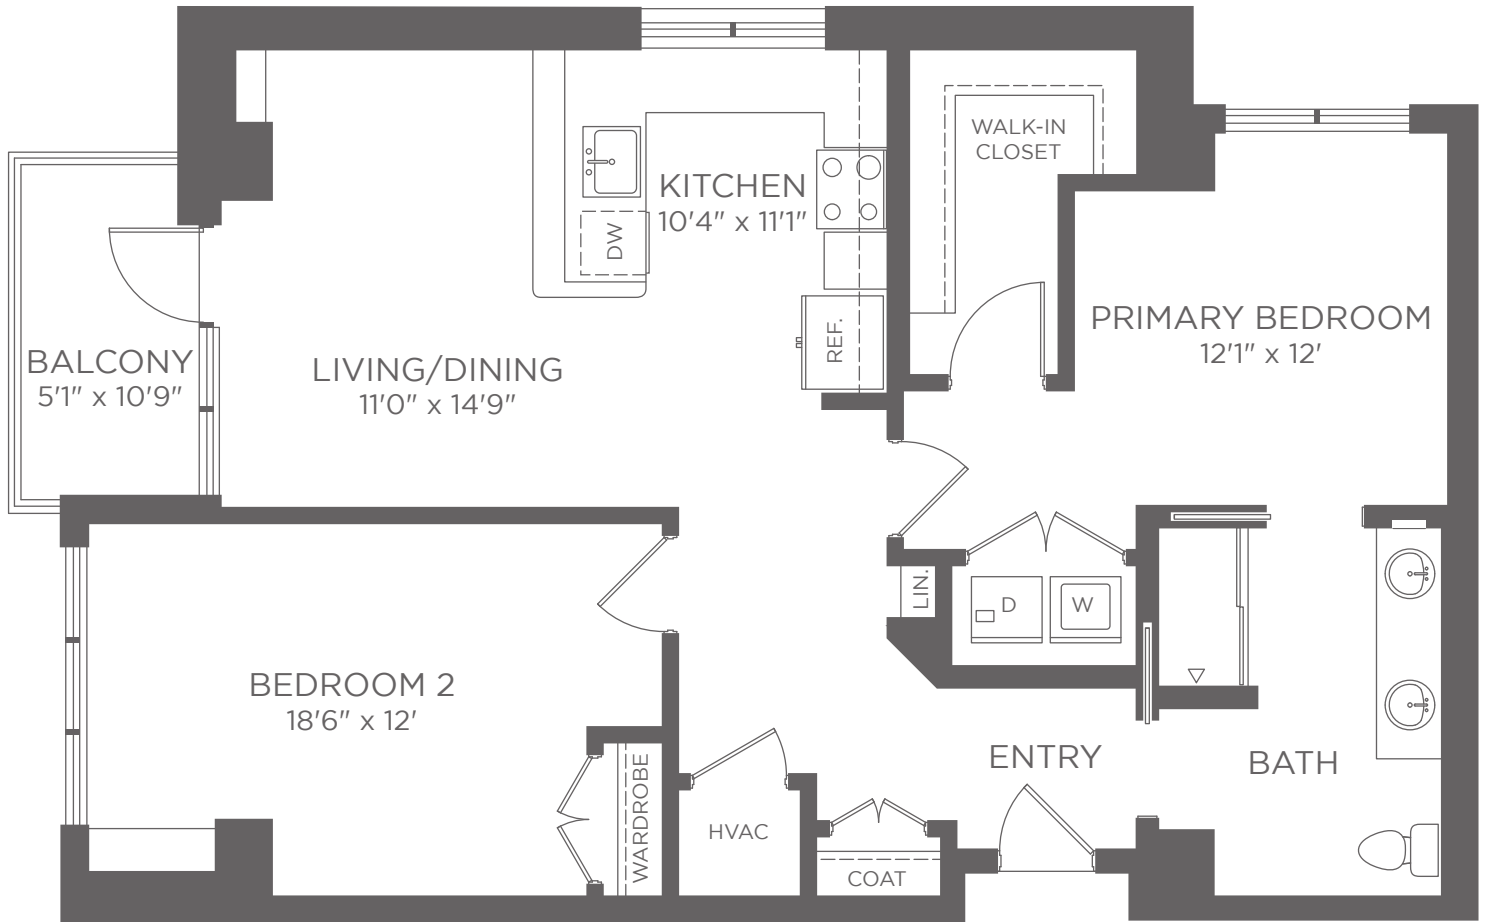 WALK-IN
CLOSET
KITCHEN
10'4" x 11'1"
DW
REF.
PRIMARY BEDROOM
12'1" x 12'
BALCONY
5'1" x 10'9"
LIVING/DINING
11'0" x 14'9"
LIN.
D
W
BEDROOM 2
18'6" x 12'
WARDROBE
ENTRY
BATH
HVAC
COAT